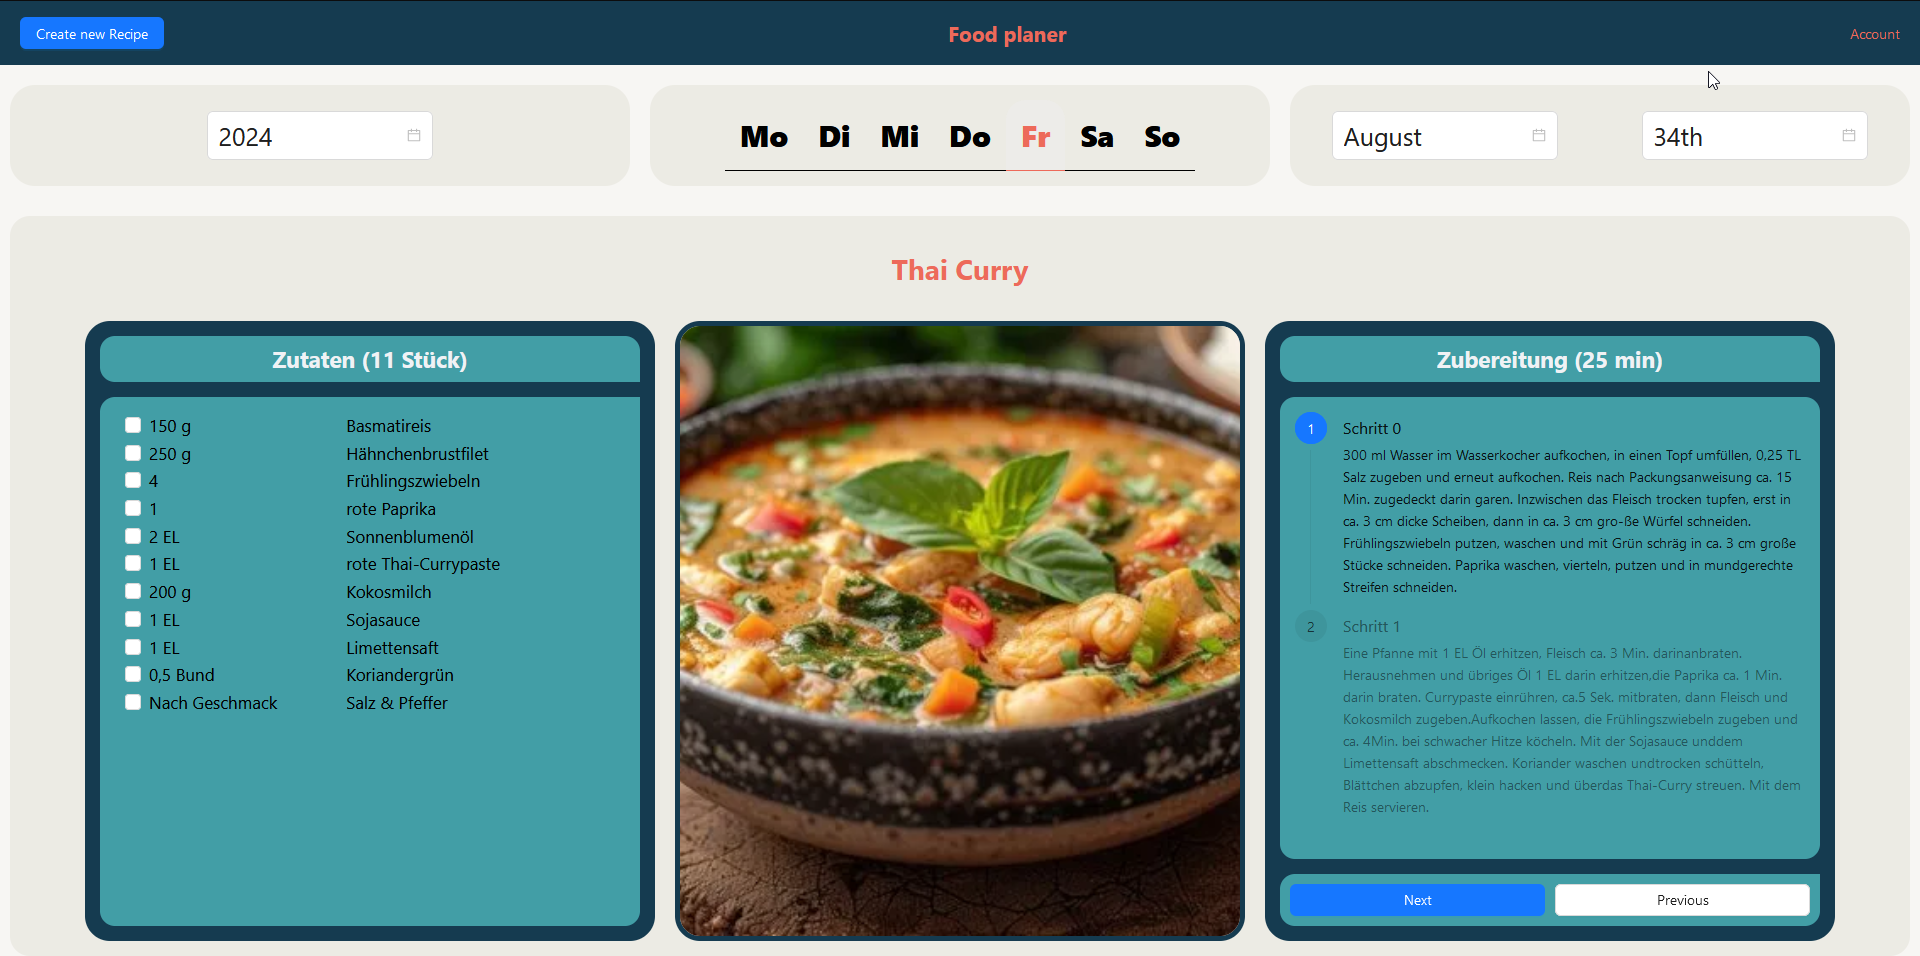 Create new Recipe
Food planer
Account
2024
Mo Di Mi Do Fr Sa So
August
34th
Thai Curry
Zutaten (11 Stück)
150 g Basmatireis
250 g Hähnchenbrustfilet
4 Frühlingszwiebeln
1 rote Paprika
2 EL Sonnenblumenöl
1 EL rote Thai-Currypaste
200 g Kokosmilch
1 EL Sojasauce
1 EL Limettensaft
0,5 Bund Koriandergrün
Nach Geschmack Salz & Pfeffer
Zubereitung (25 min)
1 Schritt 0
300 ml Wasser im Wasserkocher aufkochen, in einen Topf umfüllen, 0,25 TL
Salz zugeben und erneut aufkochen. Reis nach Packungsanweisung ca. 15
Min. zugedeckt darin garen. Inzwischen das Fleisch trocken tupfen, erst in
ca. 3 cm dicke Scheiben, dann in ca. 3 cm gro-ße Würfel schneiden.
Frühlingszwiebeln putzen, waschen und mit Grün schräg in ca. 3 cm große
Stücke schneiden. Paprika waschen, vierteln, putzen und in mundgerechte
Streifen schneiden.
2 Schritt 1
Eine Pfanne mit 1 EL Öl erhitzen, Fleisch ca. 3 Min. darinanbraten.
Herausnehmen und übriges Öl 1 EL darin erhitzen,die Paprika ca. 1 Min.
darin braten. Currypaste einrühren, ca.5 Sek. mitbraten, dann Fleisch und
Kokosmilch zugeben.Aufkochen lassen, die Frühlingszwiebeln zugeben und
ca. 4Min. bei schwacher Hitze köcheln. Mit der Sojasauce unddem
Limettensaft abschmecken. Koriander waschen undtrocken schütteln,
Blättchen abzupfen, klein hacken und überdas Thai-Curry streuen. Mit dem
Reis servieren.
Next
Previous